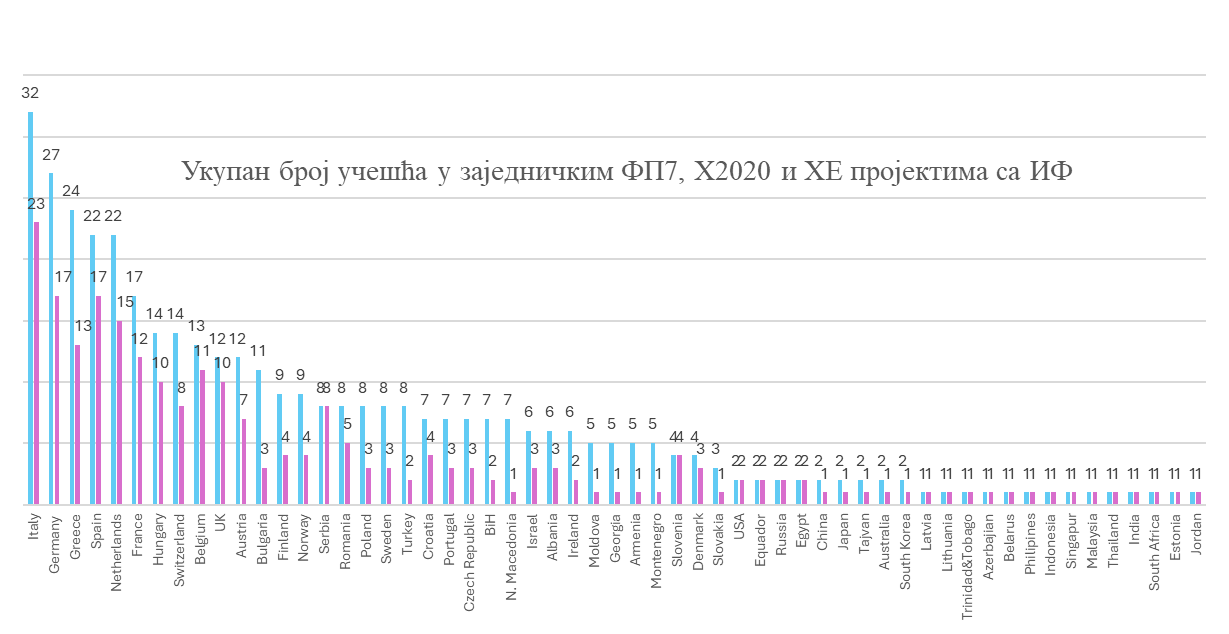 Укупан број учешћа у заједничким ФП7, Х2020 и ХЕ пројектима са ИФ
32 23 27 17 24 13 22 17 22 15 17 12 14 10 14 8 13 11 12 10 12 7 11 3 9 4 9 4 8 8 8 5 8 3 8 3 8 2 7 4 7 3 7 3 7 2 7 1 6 3 6 3 6 2 5 1 5 1 5 1 5 1 4 4 4 3 3 1 2 2 2 2 2 2 2 2 2 1 2 1 2 1 2 1 2 1 1 1 1 1 1 1 1 1 1 1 1 1 1 1 1 1 1 1 1 1 1 1 1 1 1 1 1 1
Italy
Germany
Greece
Spain
Netherlands
France
Hungary
Switzerland
Belgium
UK
Austria
Bulgaria
Finland
Norway
Serbia
Romania
Poland
Sweden
Turkey
Croatia
Portugal
Czech Republic
BiH
N. Macedonia
Israel
Albania
Ireland
Moldova
Georgia
Armenia
Montenegro
Slovenia
Denmark
Slovakia
USA
Equador
Russia
Egypt
China
Japan
Tajvan
Australia
South Korea
Latvia
Lithuania
Trinidad&Tobago
Azerbajjan
Belarus
Philipines
Indonesia
Singapur
Malaysia
Thailand
India
South Africa
Estonia
Jordan